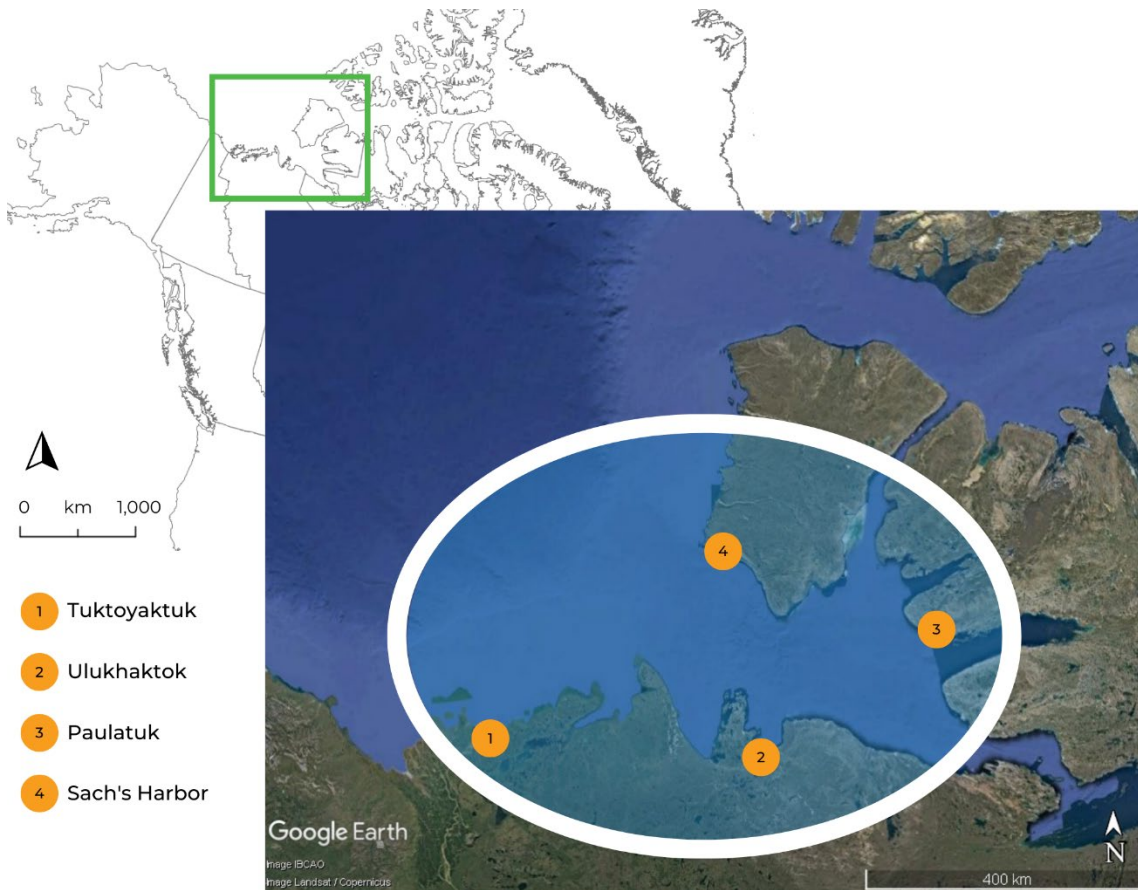 0 km 1,000
1 Tuktoyaktuk
2 Ulukhaktok
3 Paulatuk
4 Sach's Harbor
4
3
1
2
Google Earth
Image IBCAO
Image Landsat / Copernicus
N
400 km